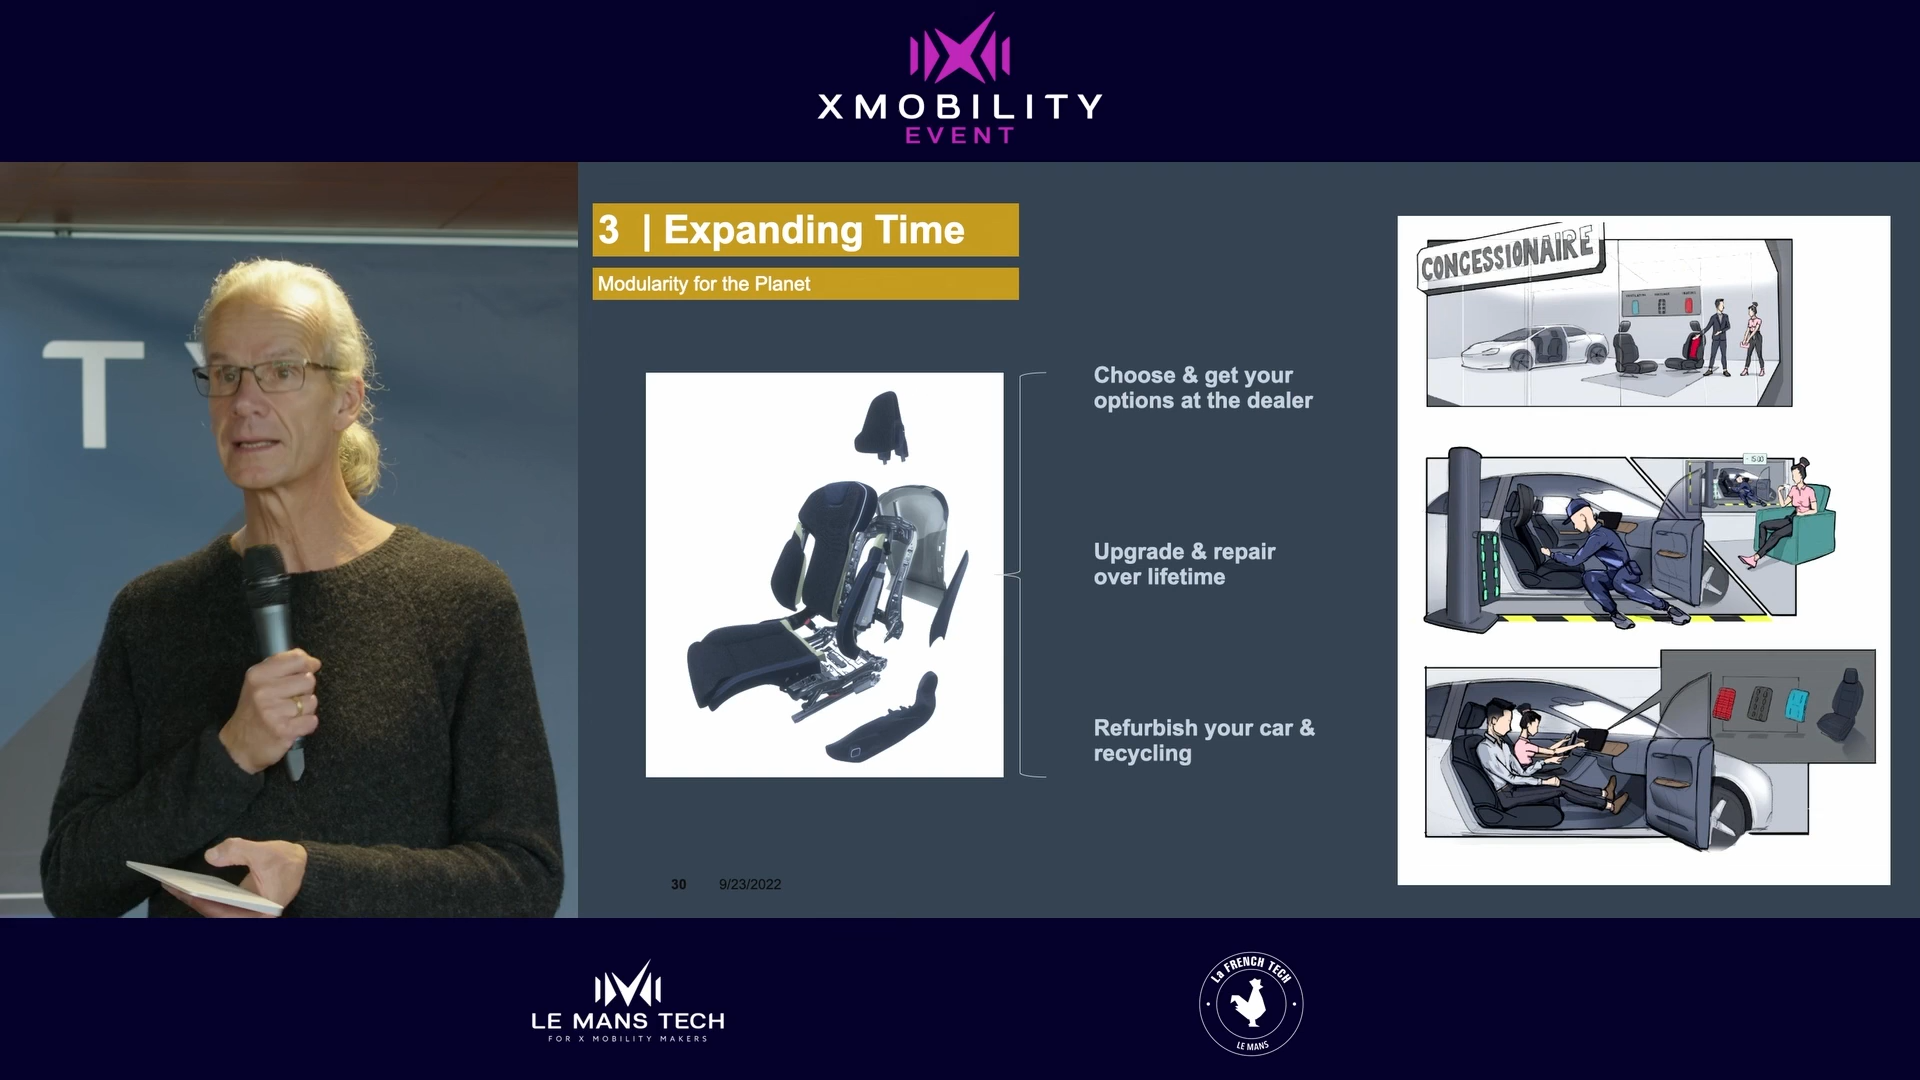 XMOBILITY
EVENT
T
3 | Expanding Time
Modularity for the Planet
Choose & get your
options at the dealer
Upgrade & repair
over lifetime
Refurbish your car &
recycling
CONCESSIONAIRE
30 9/23/2022
LE MANS TECH
FOR X MOBILITY MAKERS
La FRENCH TECH
LE MANS